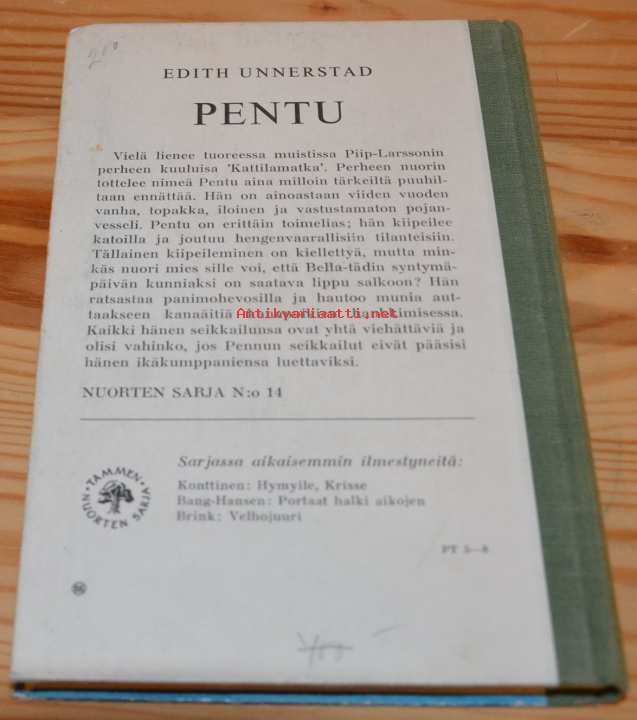 EDITH UNNERSTAD
PENTU
Vielä lienee tuoreessa muistissa Piip-Larssonin
perheen kuuluisa 'Kattilamatka'. Perheen nuorin
tottelee nimeä Pentu aina milloin tärkeiltä puuhil-
taan ennättää. Hän on ainoastaan viiden vuoden
vanha, topakka, iloinen ja vastustamaton pojan-
vesseli. Pentu on erittäin toimelias; hän kiipeilee
katoilla ja joutuu hengenvaarallisiin tilanteisiin.
Tällainen kiipeileminen on kiellettyä, mutta min-
käs nuori mies sille voi, että Bella-tädin syntymä-
päivän kunniaksi on saatava lippu salkoon? Hän
ratsastaa panimohevosilla ja hautoo munia aut-
taakseen kanaäitiä
Antikvariaatti.net
Kaikki hänen seikkailunsa ovat yhtä viehättäviä ja
olisi vahinko, jos Pennun seikkailut eivät pääsisi
hänen ikäkumppaniensa luettaviksi.
NUORTEN SARJA N:o 14
TAMMEN NUORTEN SARJA
Sarjassa aikaisemmin ilmestyneitä:
Konttinen: Hymyile, Krisse
Bang-Hansen: Portaat halki aikojen
Brink: Velhojuuri
PT 5—8